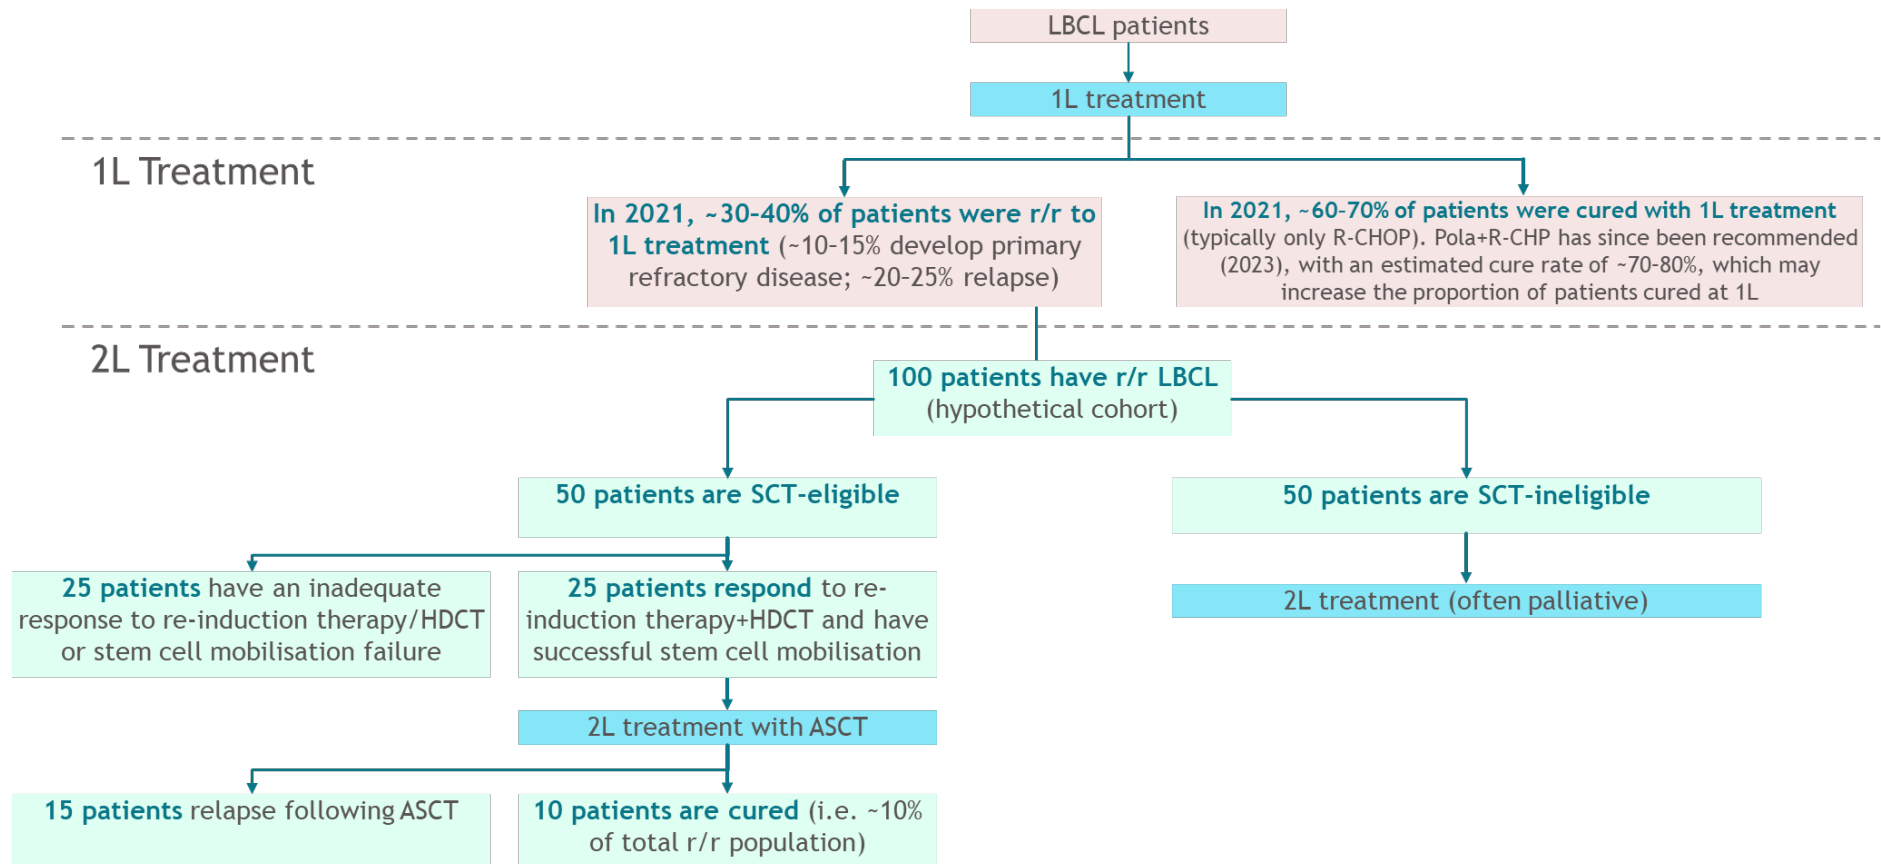 LBCL patients
1L treatment
1L Treatment
In 2021, ~30–40% of patients were r/r to
1L treatment (~10–15% develop primary
refractory disease; ~20–25% relapse)
In 2021, ~60–70% of patients were cured with 1L treatment
(typically only R-CHOP). Pola+R-CHP has since been recommended
(2023), with an estimated cure rate of ~70–80%, which may
increase the proportion of patients cured at 1L
2L Treatment
100 patients have r/r LBCL
(hypothetical cohort)
50 patients are SCT-eligible
50 patients are SCT-ineligible
25 patients have an inadequate
response to re-induction therapy/HDCT
or stem cell mobilisation failure
25 patients respond to re-
induction therapy+HDCT and have
successful stem cell mobilisation
2L treatment (often palliative)
2L treatment with ASCT
15 patients relapse following ASCT
10 patients are cured (i.e. ~10%
of total r/r population)